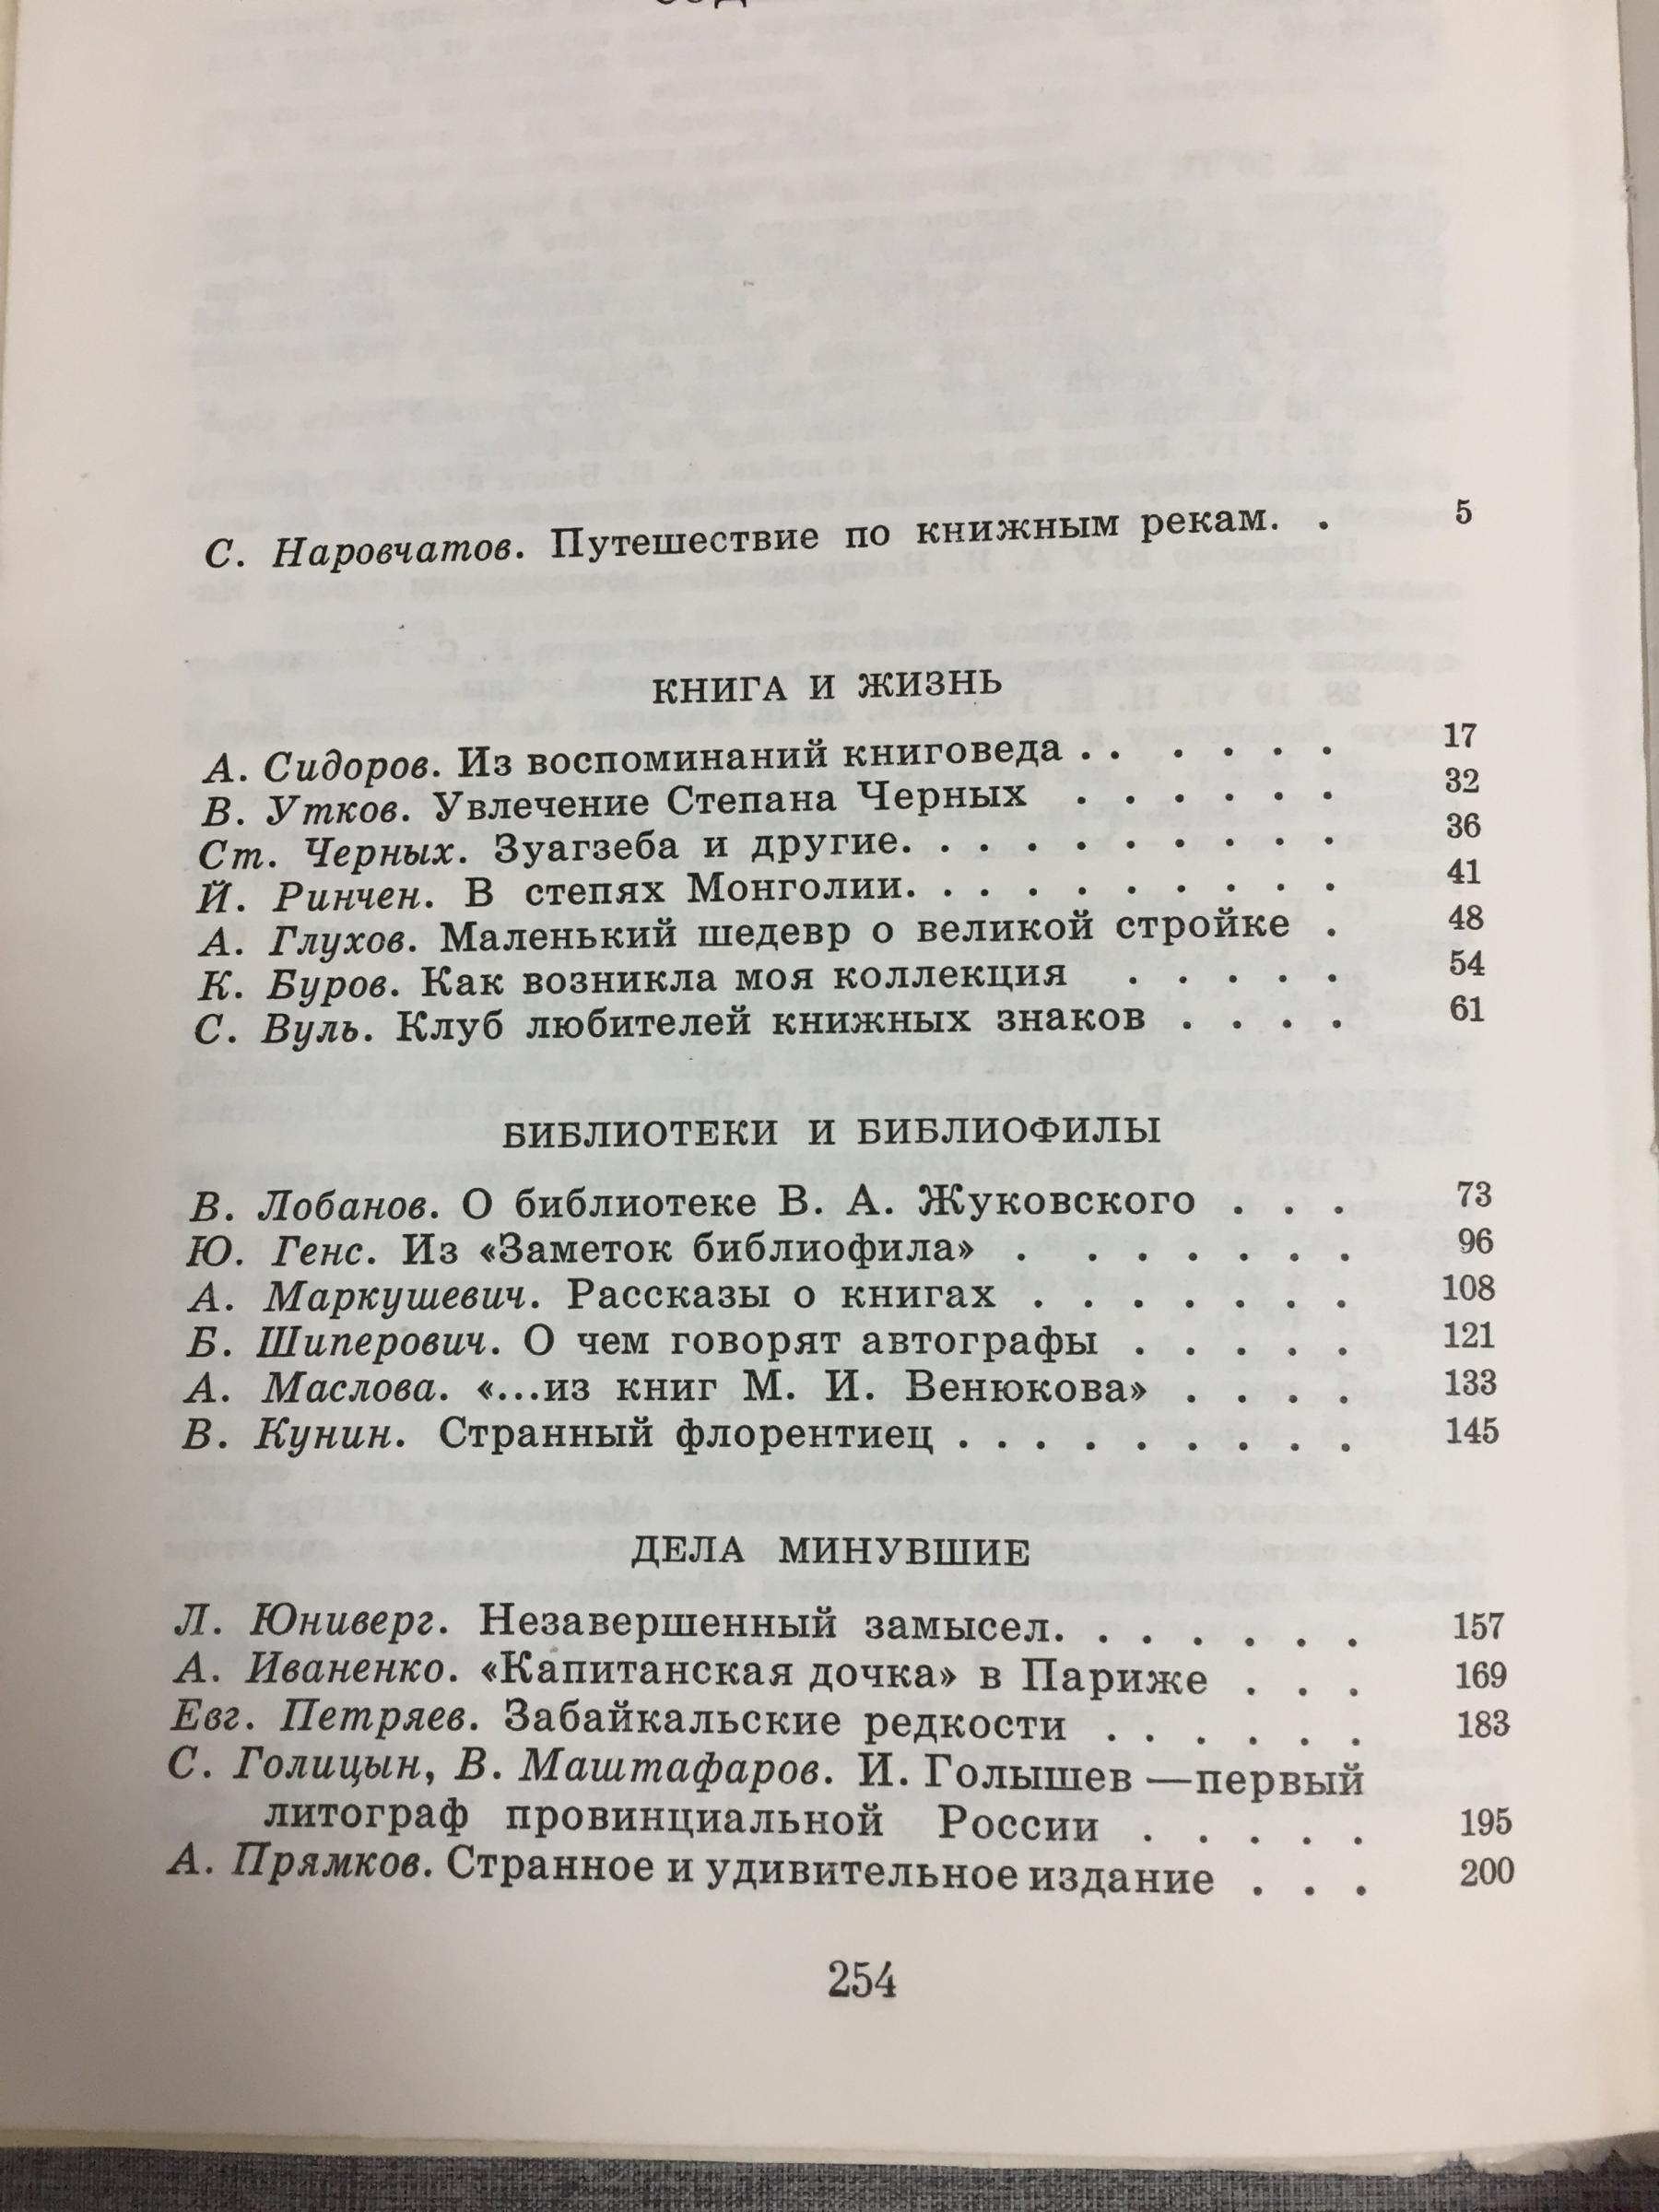 С. Наровчатов. Путешествие по книжным рекам. . 5
КНИГА И ЖИЗНЬ
А. Сидоров. Из воспоминаний книговеда . . . . . . . 17
В. Утков. Увлечение Степана Черных . . . . . . 32
Ст. Черных. Зуагзеба и другие. . . . . . . . . . 36
Й. Ринчен. В степях Монголии. . . . . . . . . . 41
А. Глухов. Маленький шедевр о великой стройке . 48
К. Буров. Как возникла моя коллекция . . . . . 54
С. Вуль. Клуб любителей книжных знаков . . . . 61
БИБЛИОТЕКИ И БИБЛИОФИЛЫ
В. Лобанов. О библиотеке В. А. Жуковского . . . 73
Ю. Генс. Из «Заметок библиофила» . . . . . . . 96
А. Маркушевич. Рассказы о книгах . . . . . . . 108
Б. Шиперович. О чем говорят автографы . . . . . 121
А. Маслова. «...из книг М. И. Венюкова» . . . . 133
В. Кунин. Странный флорентиец . . . . . . . . . 145
ДЕЛА МИНУВШИЕ
Л. Юниверг. Незавершенный замысел. . . . . . . 157
А. Иваненко. «Капитанская дочка» в Париже . . . 169
Евг. Петряев. Забайкальские редкости . . . . . . 183
С. Голицын, В. Маштафаров. И. Голышев — первый
литограф провинциальной России . . . . . 195
А. Прямков. Странное и удивительное издание . . . 200
254